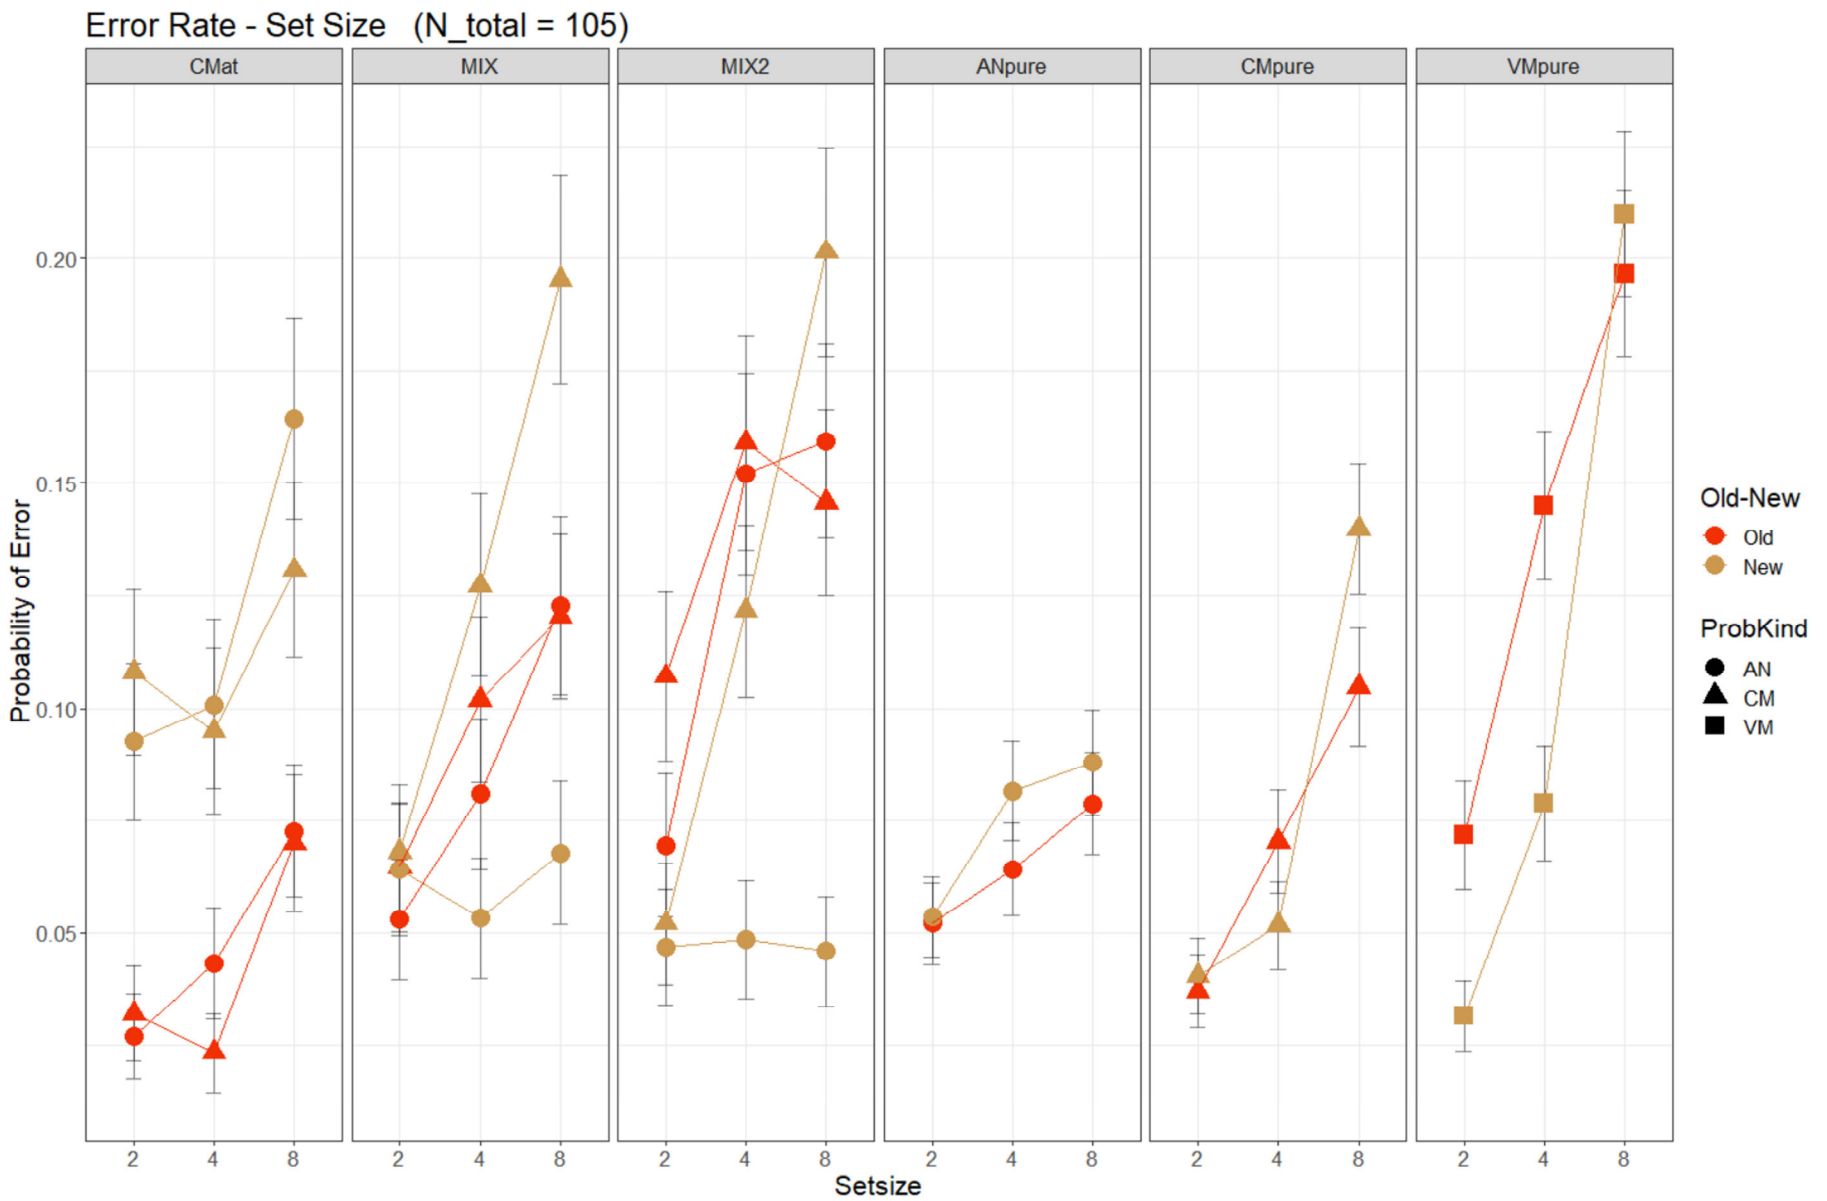 Error Rate - Set Size (N_total = 105)
CMat MIX MIX2 ANpure CMpure VMpure
Probability of Error
0.20
0.15
0.10
0.05
2 4 8 2 4 8 2 4 8 2 4 8 2 4 8 2 4 8
Setsize
Old-New
Old
New
ProbKind
AN
CM
VM